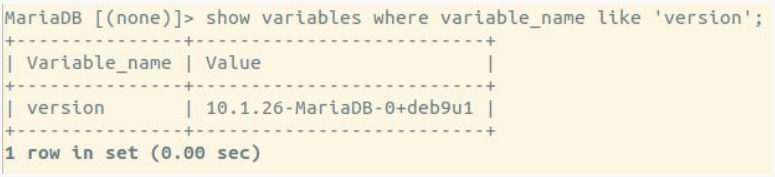 MariaDB [(none)]> show variables where variable_name like 'version';
+---------------+--------------------------+
| Variable_name | Value                    |
+---------------+--------------------------+
| version       | 10.1.26-MariaDB-0+deb9u1 |
+---------------+--------------------------+
1 row in set (0.00 sec)